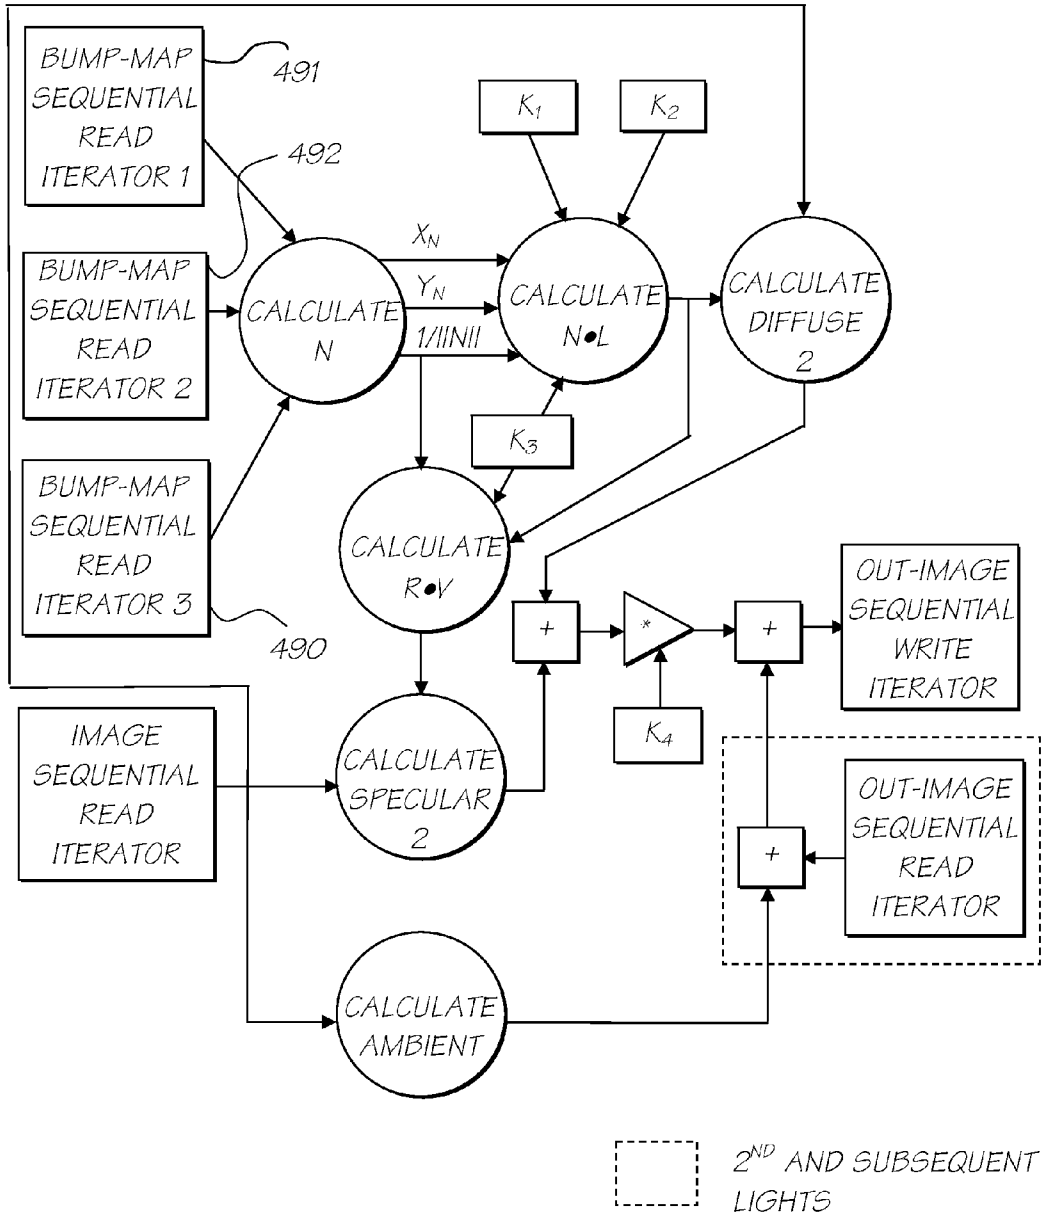 BUMP-MAP
SEQUENTIAL
READ
ITERATOR 1
491
K1
K2
492
BUMP-MAP
SEQUENTIAL
READ
ITERATOR 2
CALCULATE
N
XN
YN
1/||N||
CALCULATE
N•L
CALCULATE
DIFFUSE
2
K3
BUMP-MAP
SEQUENTIAL
READ
ITERATOR 3
490
CALCULATE
R•V
+
*
+
OUT-IMAGE
SEQUENTIAL
WRITE
ITERATOR
K4
IMAGE
SEQUENTIAL
READ
ITERATOR
CALCULATE
SPECULAR
2
+
OUT-IMAGE
SEQUENTIAL
READ
ITERATOR
CALCULATE
AMBIENT
2ND AND SUBSEQUENT
LIGHTS